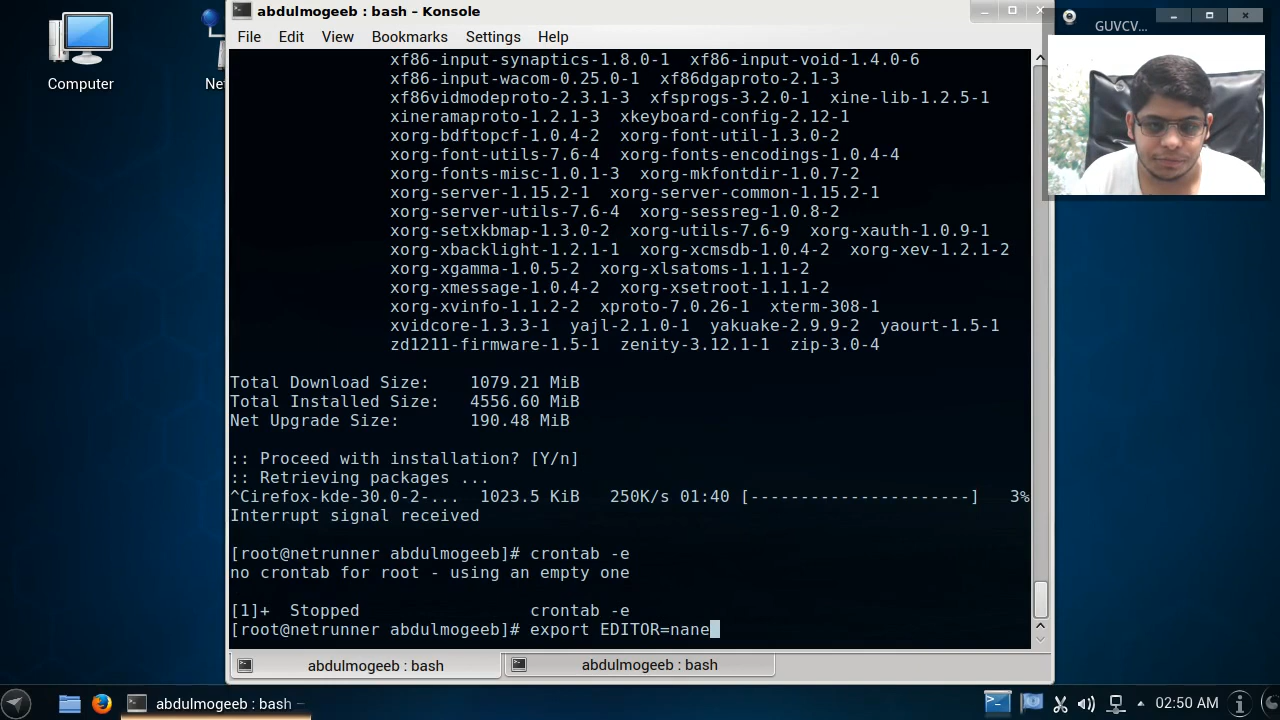 abdulmogeeb : bash – Konsole
GUVCV...
File Edit View Bookmarks Settings Help
Computer
xf86-input-synaptics-1.8.0-1 xf86-input-void-1.4.0-6
xf86-input-wacom-0.25.0-1 xf86dgaproto-2.1-3
xf86vidmodeproto-2.3.1-3 xfsprogs-3.2.0-1 xine-lib-1.2.5-1
xineramaproto-1.2.1-3 xkeyboard-config-2.12-1
xorg-bdftopcf-1.0.4-2 xorg-font-util-1.3.0-2
xorg-font-utils-7.6-4 xorg-fonts-encodings-1.0.4-4
xorg-fonts-misc-1.0.1-3 xorg-mkfontdir-1.0.7-2
xorg-server-1.15.2-1 xorg-server-common-1.15.2-1
xorg-server-utils-7.6-4 xorg-sessreg-1.0.8-2
xorg-setxkbmap-1.3.0-2 xorg-utils-7.6-9 xorg-xauth-1.0.9-1
xorg-xbacklight-1.2.1-1 xorg-xcmsdb-1.0.4-2 xorg-xev-1.2.1-2
xorg-xgamma-1.0.5-2 xorg-xlsatoms-1.1.1-2
xorg-xmessage-1.0.4-2 xorg-xsetroot-1.1.1-2
xorg-xvinfo-1.1.2-2 xproto-7.0.26-1 xterm-308-1
xvidcore-1.3.3-1 yajl-2.1.0-1 yakuake-2.9.9-2 yaourt-1.5-1
zd1211-firmware-1.5-1 zenity-3.12.1-1 zip-3.0-4
Total Download Size: 1079.21 MiB
Total Installed Size: 4556.60 MiB
Net Upgrade Size: 190.48 MiB
:: Proceed with installation? [Y/n]
:: Retrieving packages ...
^Cirefox-kde-30.0-2-... 1023.5 KiB 250K/s 01:40 [----------------------] 3%
Interrupt signal received
[root@netrunner abdulmogeeb]# crontab -e
no crontab for root - using an empty one
[1]+ Stopped crontab -e
[root@netrunner abdulmogeeb]# export EDITOR=nane
abdulmogeeb : bash abdulmogeeb : bash
abdulmogeeb : bash 02:50 AM